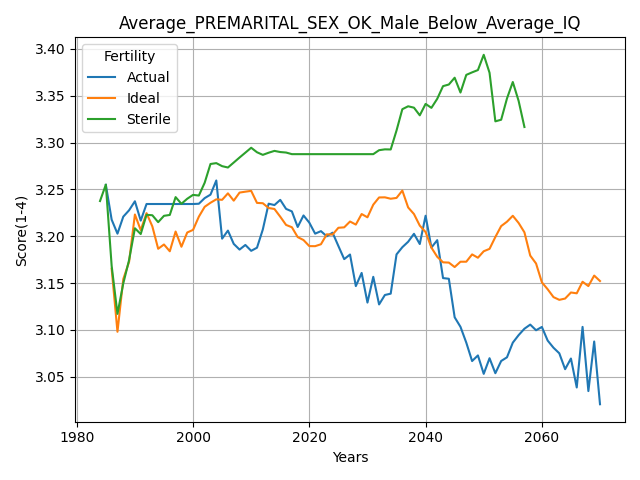 Average_PREMARITAL_SEX_OK_Male_Below_Average_IQ
3.40
3.35
3.30
3.25
3.20
3.15
3.10
3.05
Score(1-4)
Fertility
Actual
Ideal
Sterile
1980
2000
2020
2040
2060
Years